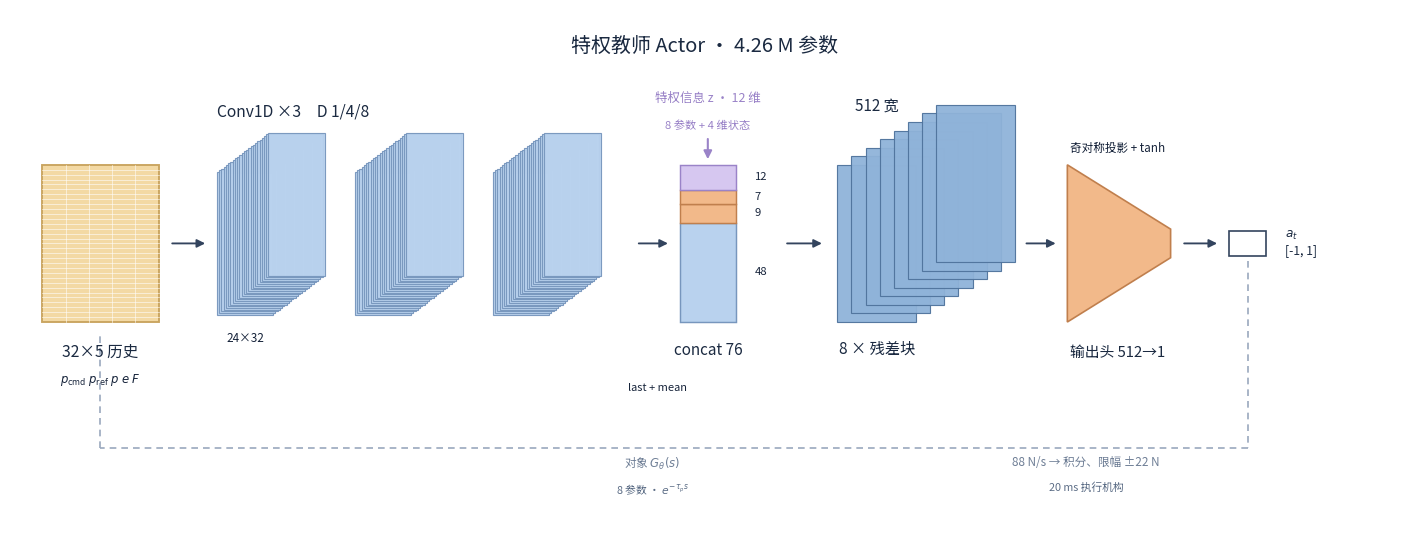 特权教师 Actor · 4.26 M 参数
Conv1D ×3 D 1/4/8
特权信息 z · 12 维
8 参数 + 4 维状态
512 宽
奇对称投影 + tanh
12
7
9
48
a_t
[-1, 1]
24×32
32×5 历史
p_cmd p_ref p e F
concat 76
8 × 残差块
输出头 512→1
last + mean
对象 G_θ(s)
8 参数 · e^{-τ_p s}
88 N/s → 积分、限幅 ±22 N
20 ms 执行机构